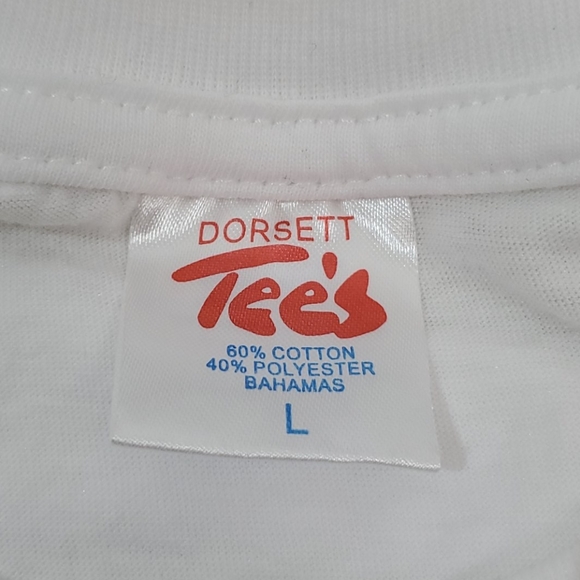 DORSETT
Tee's
60% COTTON
40% POLYESTER
BAHAMAS
L